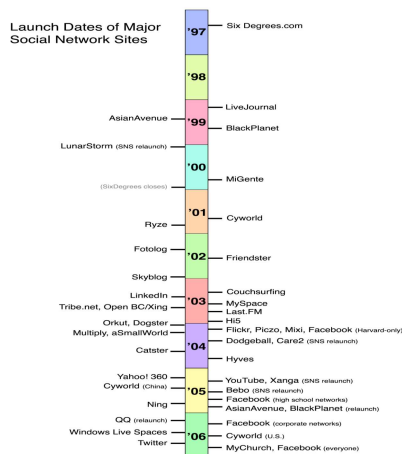 Launch Dates of Major
Social Network Sites
'97
Six Degrees.com
'98
'99
LiveJournal
AsianAvenue
BlackPlanet
LunarStorm (SNS relaunch)
'00
MiGente
(SixDegrees closes)
'01
Cyworld
Ryze
'02
Fotolog
Friendster
Skyblog
'03
Couchsurfing
LinkedIn
MySpace
Tribe.net, Open BC/Xing
Last.FM
Hi5
Orkut, Dogster
Flickr, Piczo, Mixi, Facebook (Harvard-only)
Multiply, aSmallWorld
'04
Dodgeball, Care2 (SNS relaunch)
Catster
Hyves
Yahoo! 360
YouTube, Xanga (SNS relaunch)
Cyworld (China)
'05
Bebo (SNS relaunch)
Facebook (high school networks)
Ning
AsianAvenue, BlackPlanet (relaunch)
QQ (relaunch)
Facebook (corporate networks)
Windows Live Spaces
'06
Cyworld (U.S.)
Twitter
MyChurch, Facebook (everyone)